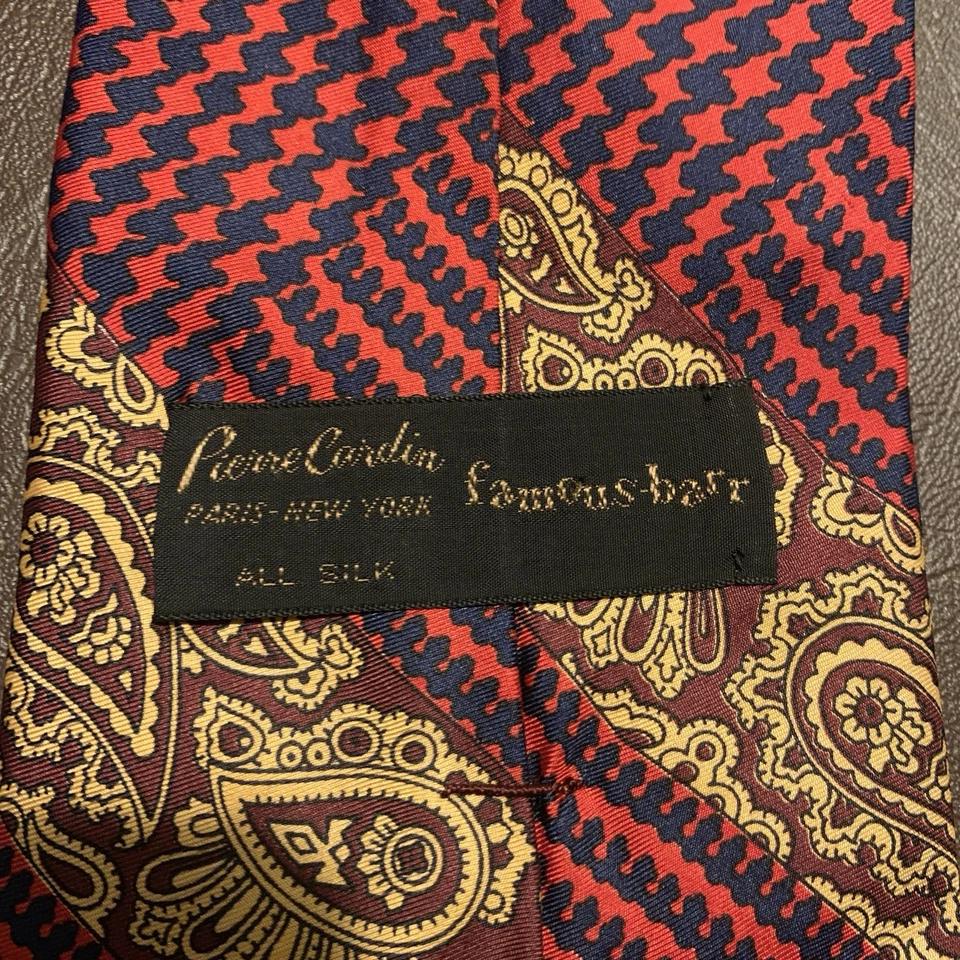 Pierre Cardin
PARIS-NEW YORK
ALL SILK
famous-barr